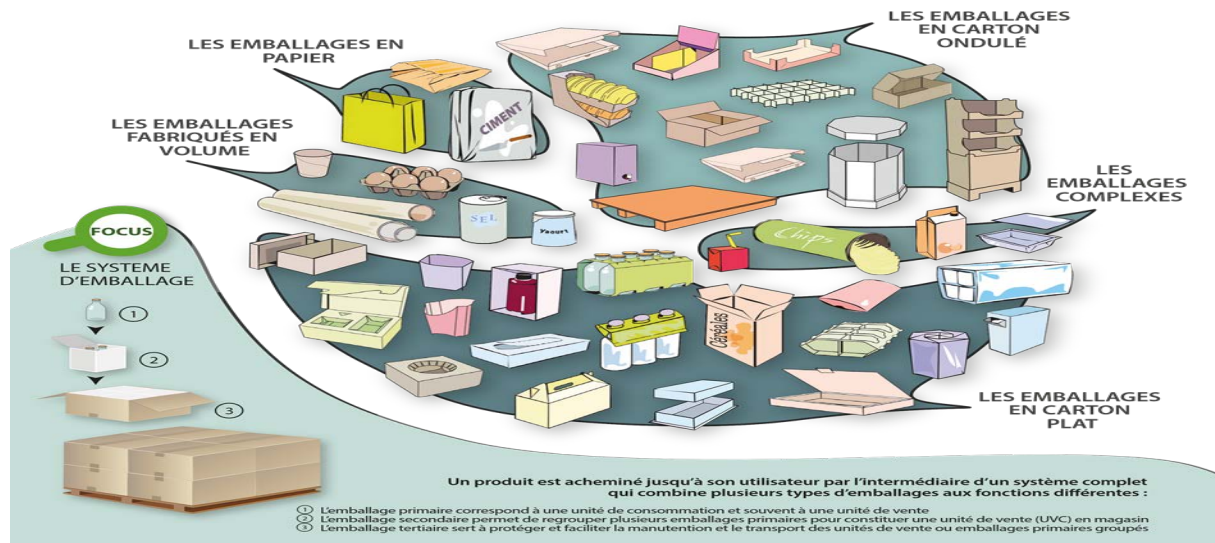 LES EMBALLAGES EN
PAPIER
LES EMBALLAGES
EN CARTON
ONDULÉ
CIMENT
LES EMBALLAGES
FABRIQUÉS EN
VOLUME
LES
EMBALLAGES
COMPLEXES
SEL
Yaourt
Chips
FOCUS
LE SYSTEME
D'EMBALLAGE
1
2
3
Céréales
LES EMBALLAGES
EN CARTON
PLAT
Un produit est acheminé jusqu'à son utilisateur par l'intermédiaire d'un système complet
qui combine plusieurs types d'emballages aux fonctions différentes :
① L'emballage primaire correspond à une unité de consommation et souvent à une unité de vente
② L'emballage secondaire permet de regrouper plusieurs emballages primaires pour constituer une unité de vente (UVC) en magasin
③ L'emballage tertiaire sert à protéger et faciliter la manutention et le transport des unités de vente ou emballages primaires groupés